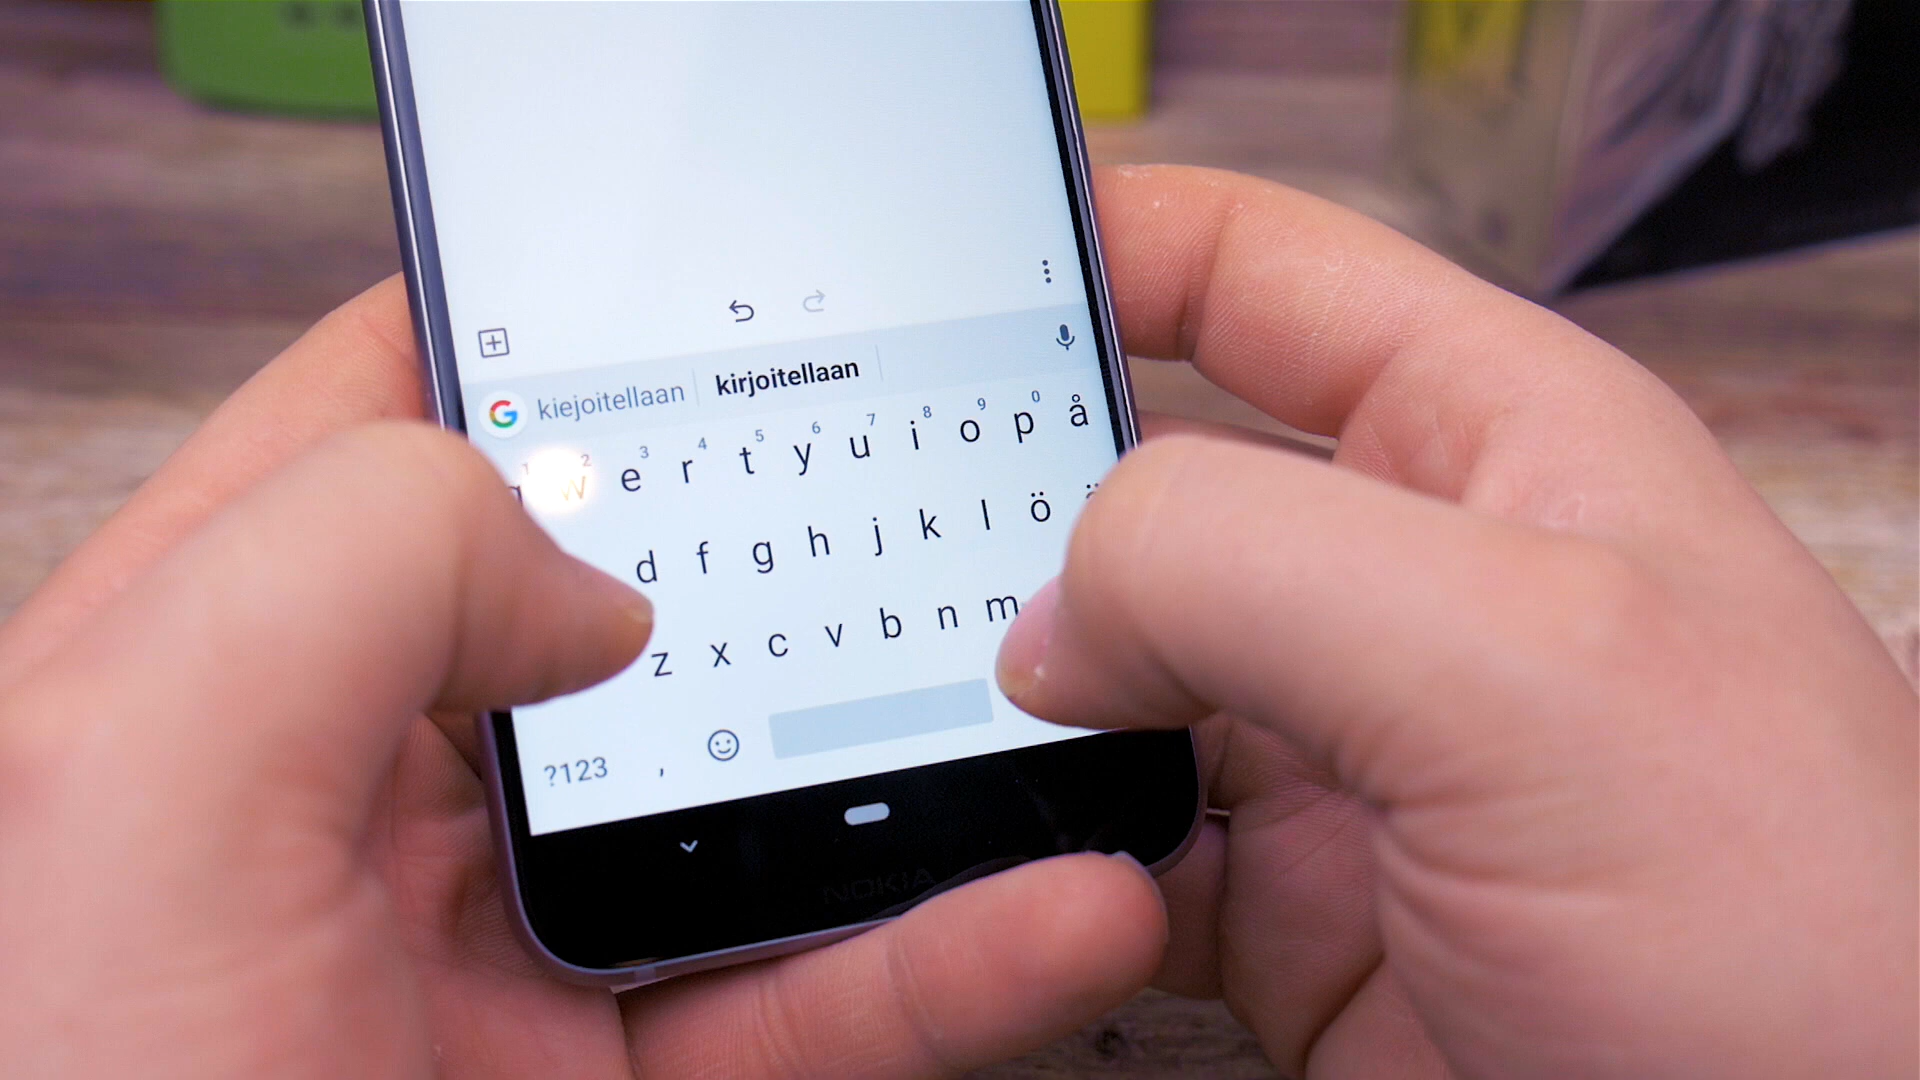 kiejoitellaan kirjoitellaan
1 2 3 4 5 6 7 8 9 0
w e r t y u i o p å
d f g h j k l ö
z x c v b n m
?123 ,
NOKIA